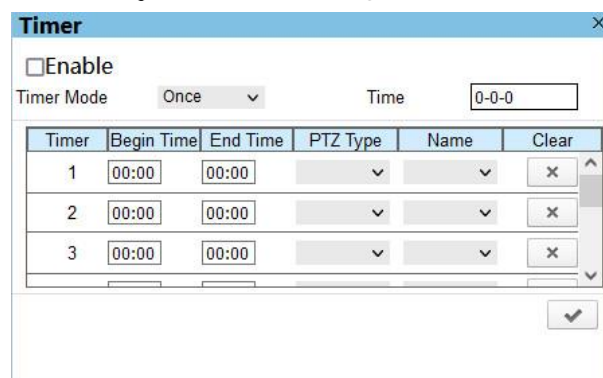 Timer
Enable
Timer Mode Once Time 0-0-0
Timer Begin Time End Time PTZ Type Name Clear
1 00:00 00:00
2 00:00 00:00
3 00:00 00:00